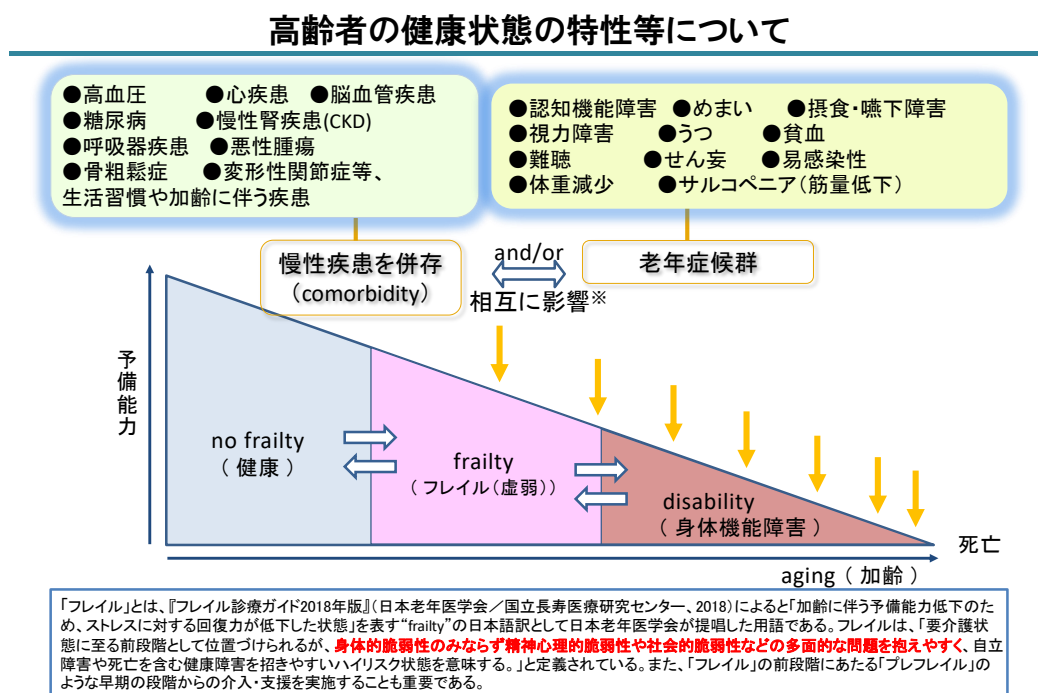 高齢者の健康状態の特性等について
●高血圧 ●心疾患 ●脳血管疾患
●糖尿病 ●慢性腎疾患(CKD)
●呼吸器疾患 ●悪性腫瘍
●骨粗鬆症 ●変形性関節症等、
生活習慣や加齢に伴う疾患
●認知機能障害 ●めまい ●摂食・嚥下障害
●視力障害 ●うつ ●貧血
●難聴 ●せん妄 ●易感染性
●体重減少 ●サルコペニア(筋量低下)
慢性疾患を併存
(comorbidity)
and/or
相互に影響※
老年症候群
予備能力
no frailty
( 健康 )
frailty
( フレイル(虚弱))
disability
( 身体機能障害 )
死亡
aging ( 加齢 )
「フレイル」とは、『フレイル診療ガイド2018年版』(日本老年医学会／国立長寿医療研究センター、2018)によると「加齢に伴う予備能力低下のた
め、ストレスに対する回復力が低下した状態」を表す“frailty”の日本語訳として日本老年医学会が提唱した用語である。フレイルは、「要介護状
態に至る前段階として位置づけられるが、身体的脆弱性のみならず精神心理的脆弱性や社会的脆弱性などの多面的な問題を抱えやすく、自立
障害や死亡を含む健康障害を招きやすいハイリスク状態を意味する。」と定義されている。また、「フレイル」の前段階にあたる「プレフレイル」の
ような早期の段階からの介入・支援を実施することも重要である。